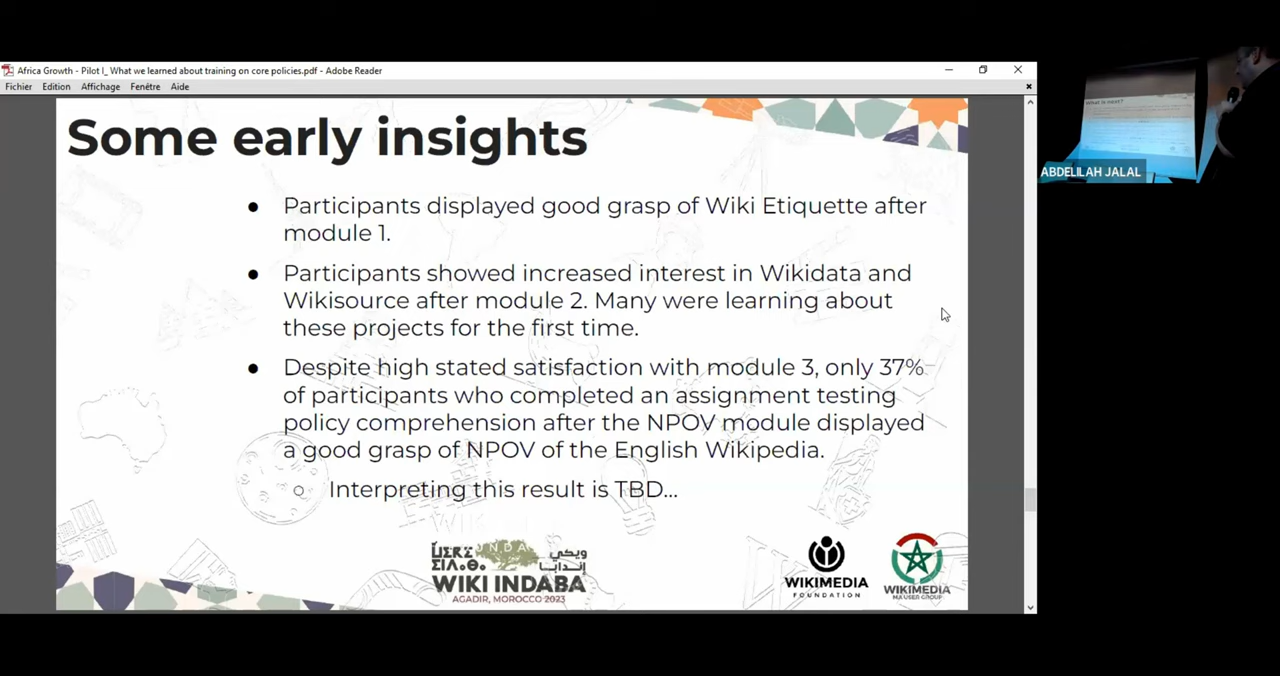 Africa Growth - Pilot I_ What we learned about training on core policies.pdf - Adobe Reader
Fichier Edition Affichage Fenêtre Aide
What is next?
ABDELILAH JALAL
Some early insights
● Participants displayed good grasp of Wiki Etiquette after
module 1.
● Participants showed increased interest in Wikidata and
Wikisource after module 2. Many were learning about
these projects for the first time.
● Despite high stated satisfaction with module 3, only 37%
of participants who completed an assignment testing
policy comprehension after the NPOV module displayed
a good grasp of NPOV of the English Wikipedia.
○ Interpreting this result is TBD...
ويكي
إندابا
WIKI INDABA
AGADIR, MOROCCO 2023
WIKIMEDIA
FOUNDATION
WIKIMEDIA
MA USER GROUP